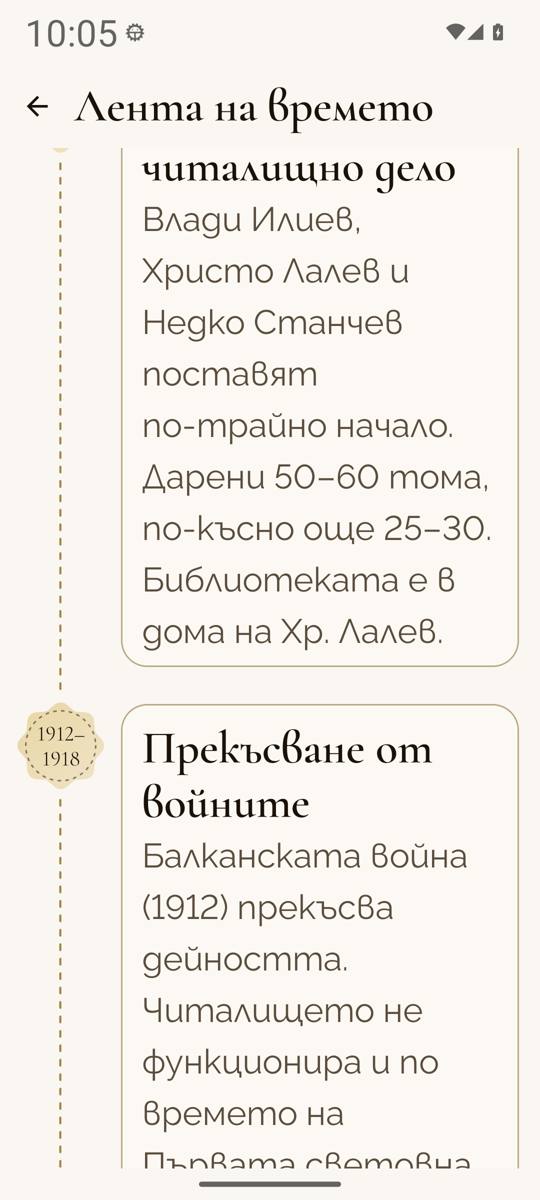 10:05
Лента на времето
читалищно дело
Влади Илиев,
Христо Лалев и
Недко Станчев
поставят
по-трайно начало.
Дарени 50–60 тома,
по-късно още 25–30.
Библиотеката е в
дома на Хр. Лалев.
1912–
1918
Прекъсване от
войните
Балканската война
(1912) прекъсва
дейността.
Читалището не
функционира и по
времето на
Първата световна